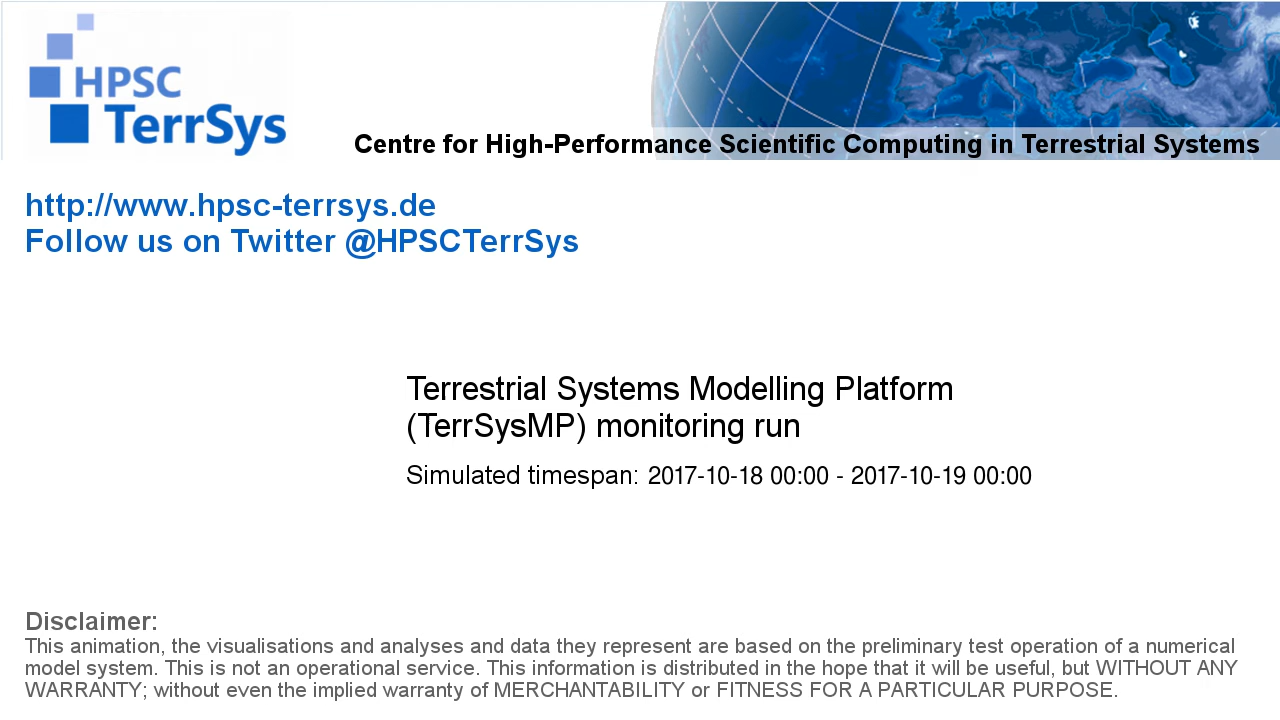 HPSC
TerrSys
Centre for High-Performance Scientific Computing in Terrestrial Systems
http://www.hpsc-terrsys.de
Follow us on Twitter @HPSCTerrSys
Terrestrial Systems Modelling Platform
(TerrSysMP) monitoring run
Simulated timespan: 2017-10-18 00:00 - 2017-10-19 00:00
Disclaimer:
This animation, the visualisations and analyses and data they represent are based on the preliminary test operation of a numerical
model system. This is not an operational service. This information is distributed in the hope that it will be useful, but WITHOUT ANY
WARRANTY; without even the implied warranty of MERCHANTABILITY or FITNESS FOR A PARTICULAR PURPOSE.